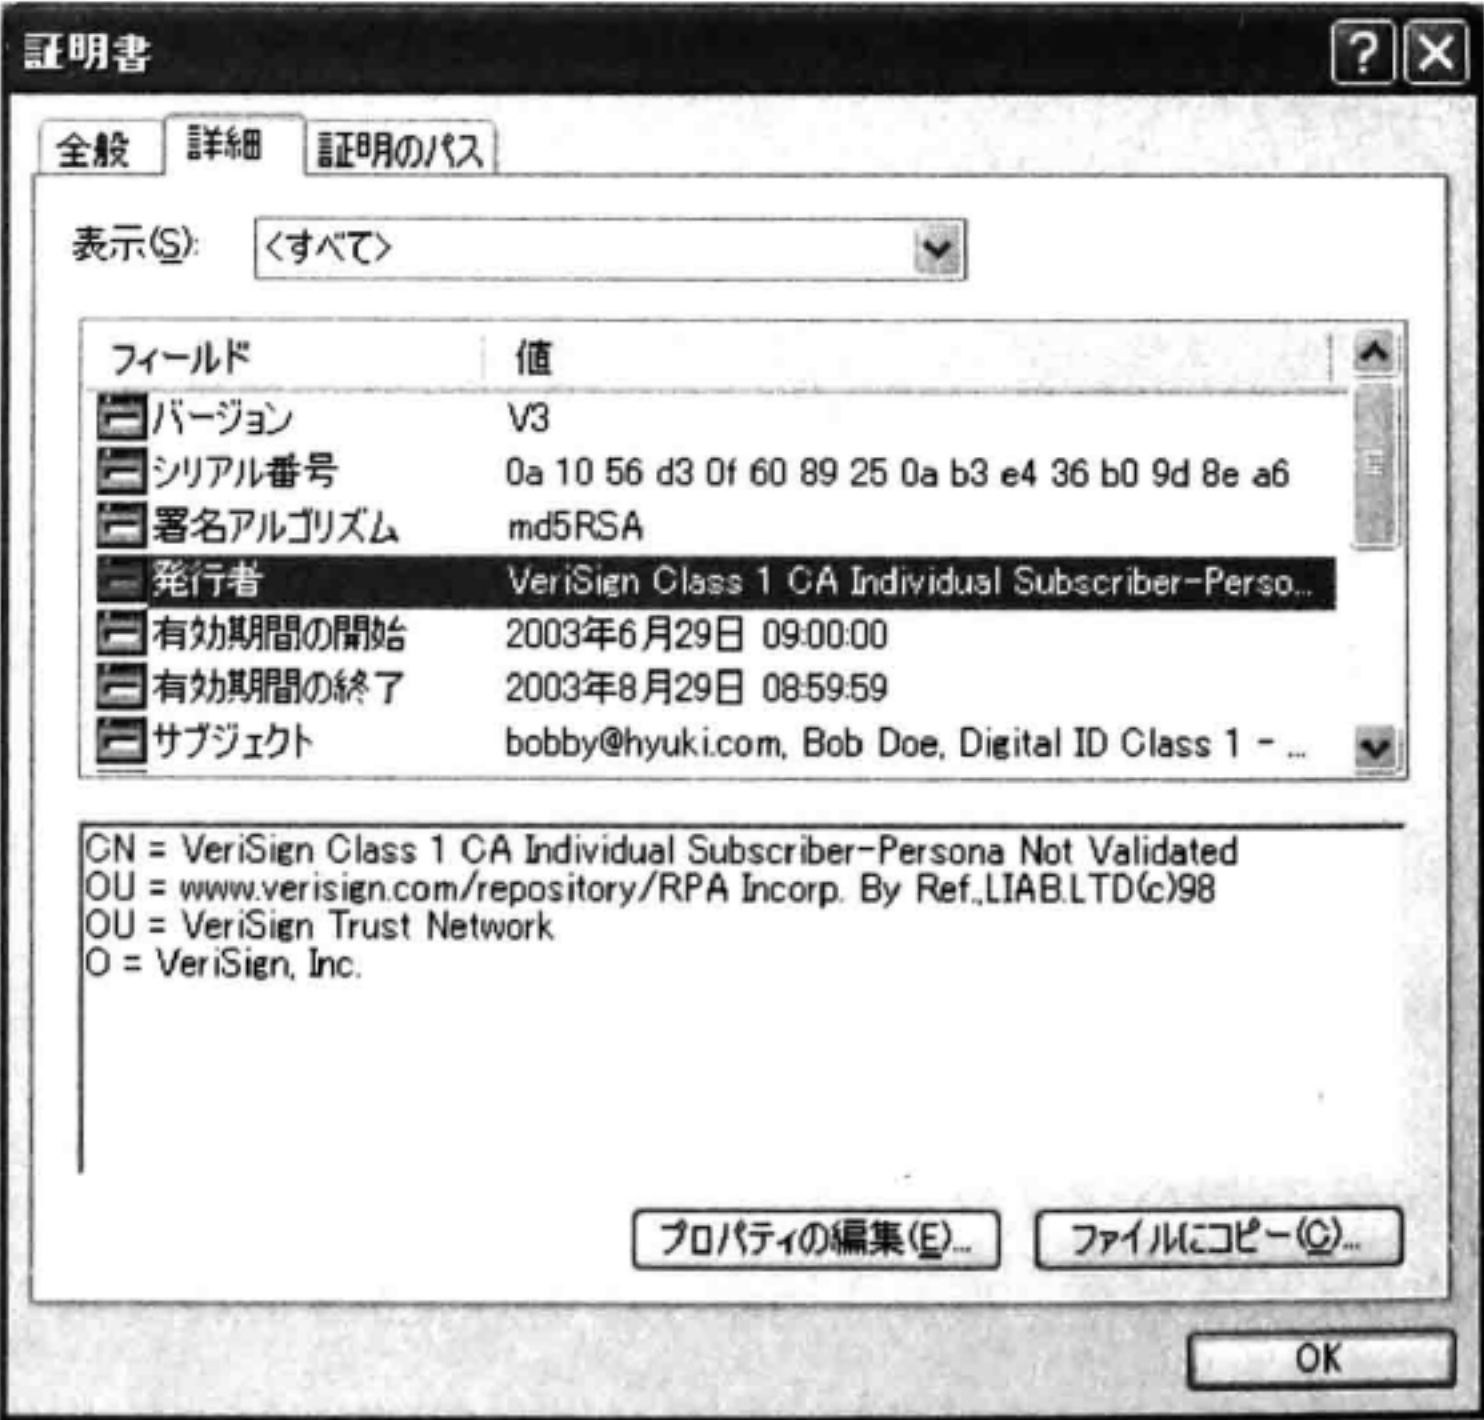 証明書
全般 詳細 証明のパス
表示(S): <すべて>
フィールド 値
バージョン V3
シリアル番号 0a 10 56 d3 0f 60 89 25 0a b3 e4 36 b0 9d 8e a6
署名アルゴリズム md5RSA
発行者 VeriSign Class 1 CA Individual Subscriber-Perso...
有効期間の開始 2003年6月29日 09:00:00
有効期間の終了 2003年8月29日 08:59:59
サブジェクト bobby@hyuki.com, Bob Doe, Digital ID Class 1 - ...
CN = VeriSign Class 1 CA Individual Subscriber-Persona Not Validated
OU = www.verisign.com/repository/RPA Incorp. By Ref.,LIAB.LTD(c)98
OU = VeriSign Trust Network
O = VeriSign, Inc.
プロパティの編集(E)... ファイルにコピー(C)...
OK